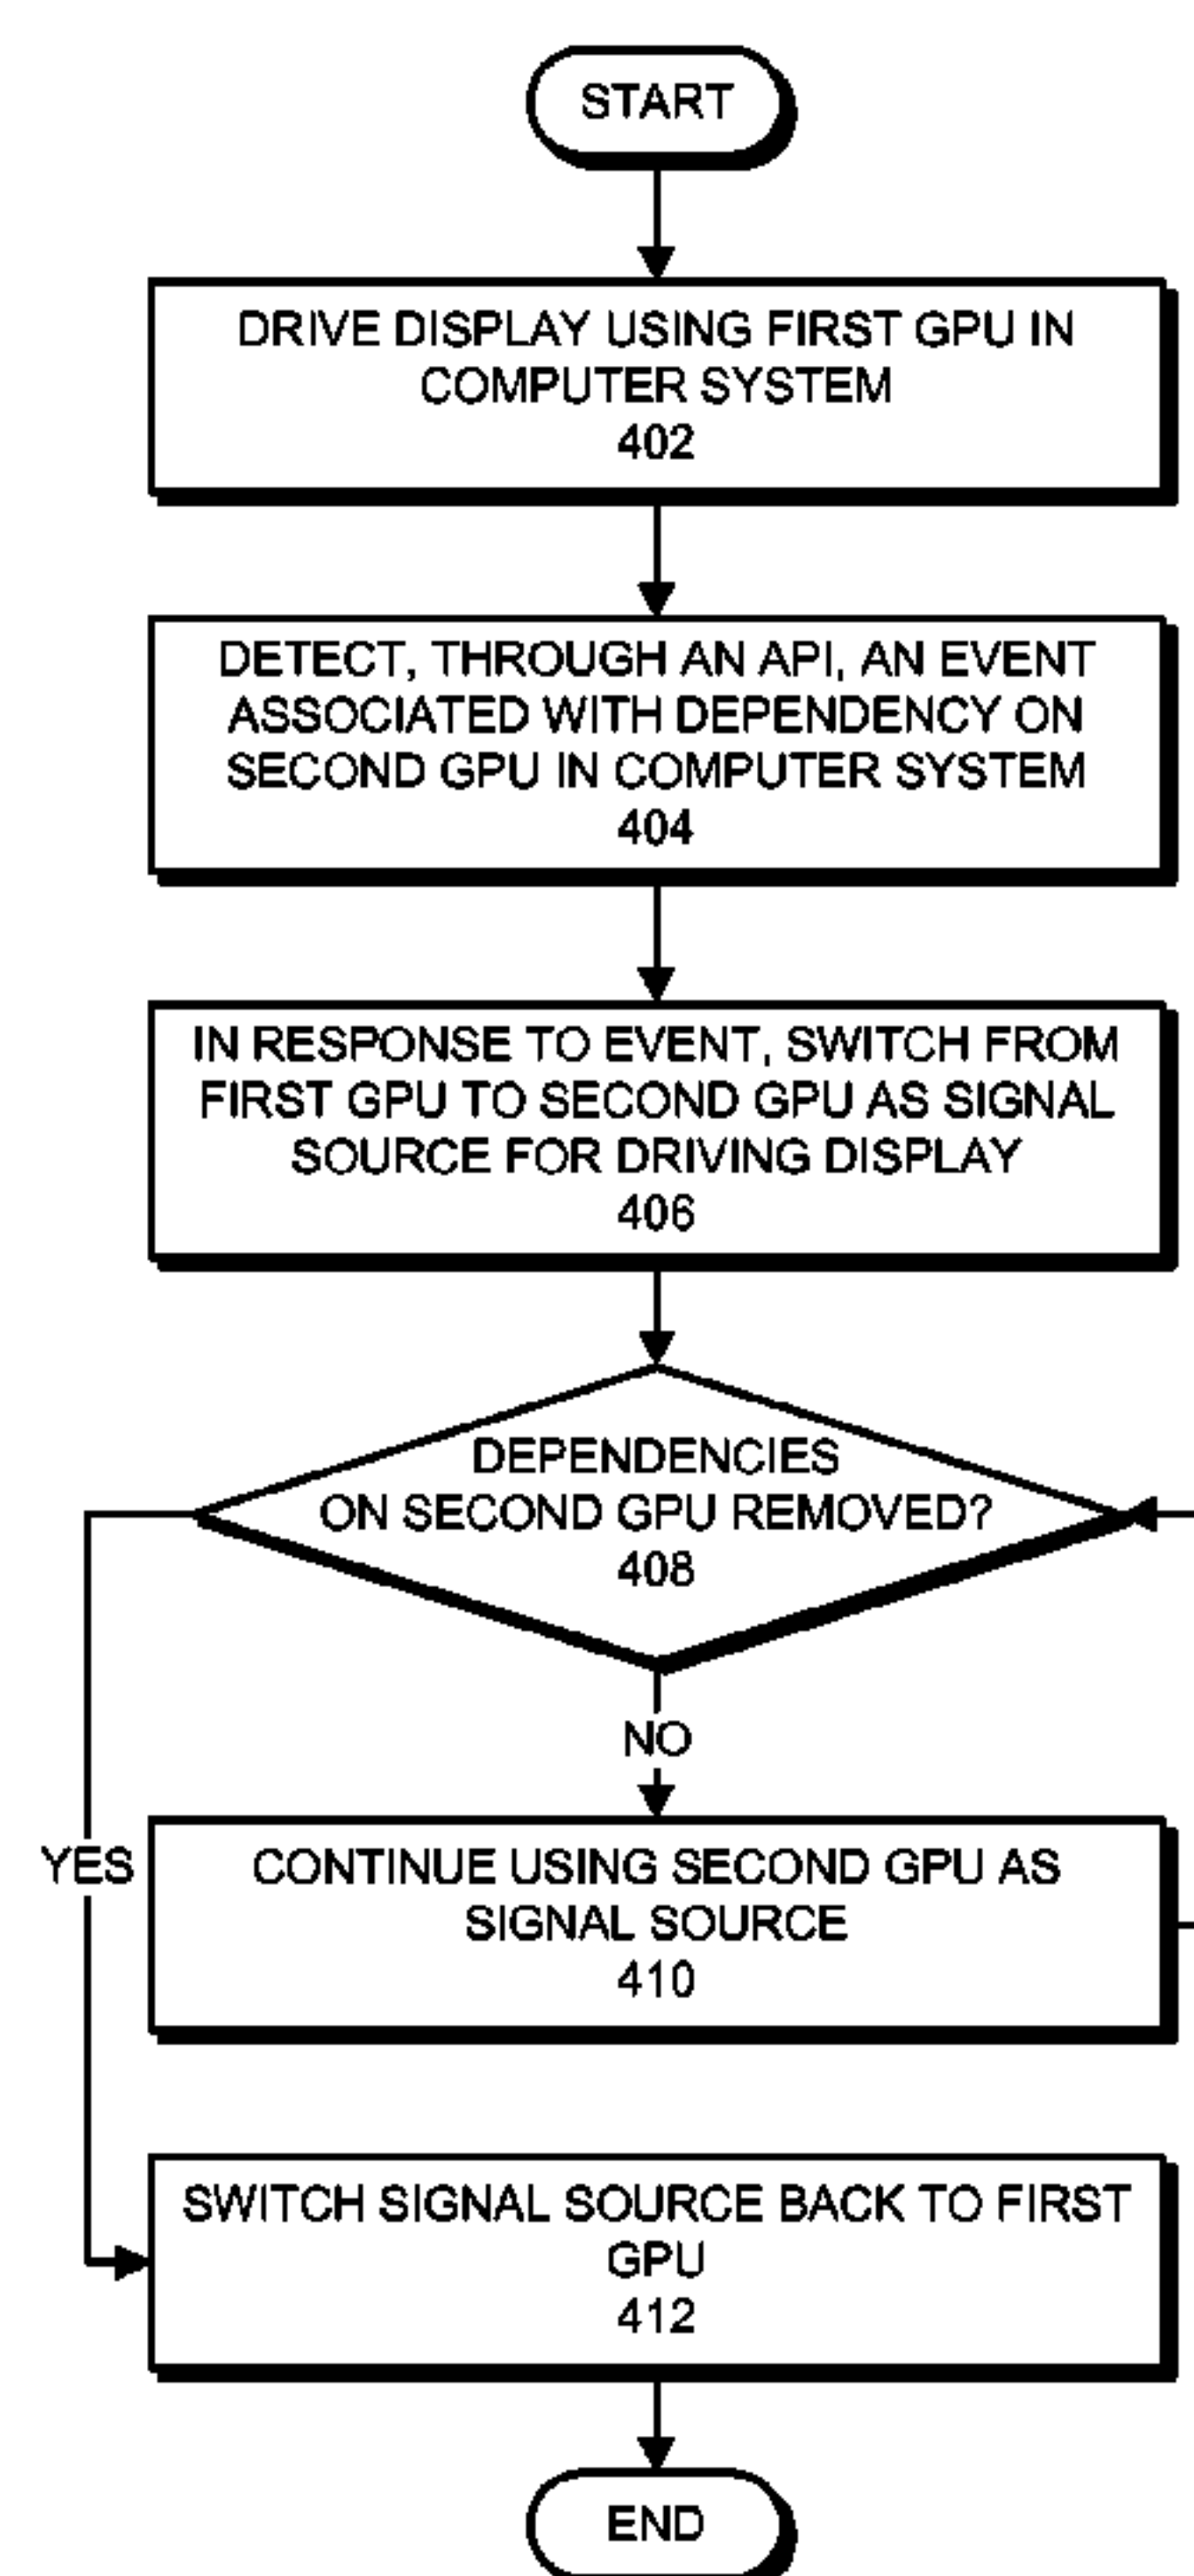 START
DRIVE DISPLAY USING FIRST GPU IN
COMPUTER SYSTEM
402
DETECT, THROUGH AN API, AN EVENT
ASSOCIATED WITH DEPENDENCY ON
SECOND GPU IN COMPUTER SYSTEM
404
IN RESPONSE TO EVENT, SWITCH FROM
FIRST GPU TO SECOND GPU AS SIGNAL
SOURCE FOR DRIVING DISPLAY
406
DEPENDENCIES
ON SECOND GPU REMOVED?
408
NO
YES
CONTINUE USING SECOND GPU AS
SIGNAL SOURCE
410
SWITCH SIGNAL SOURCE BACK TO FIRST
GPU
412
END